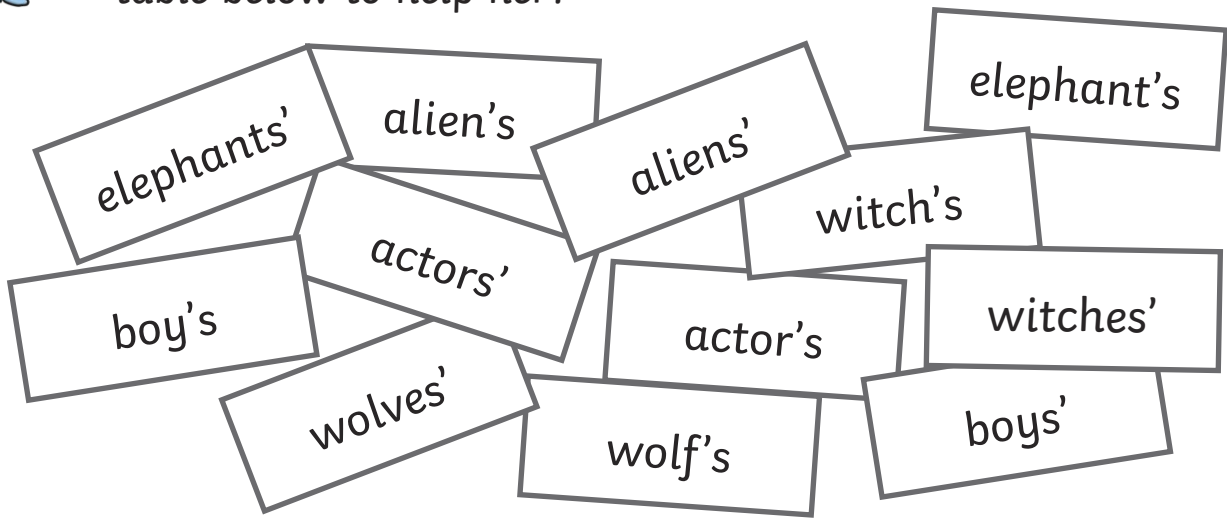 table below to help her?
elephants’
alien’s
aliens’
elephant’s
witch’s
actors’
boy’s
actor’s
witches’
wolves’
wolf’s
boys’